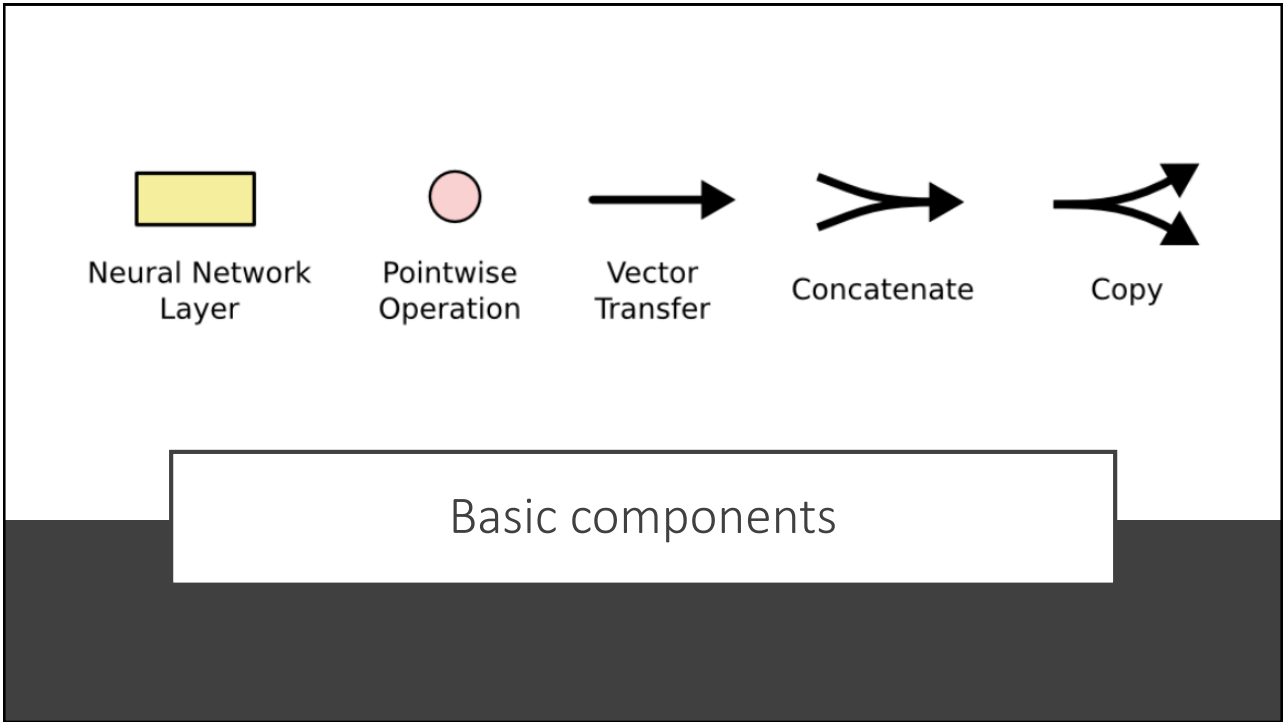 Neural Network
Layer
Pointwise
Operation
Vector
Transfer
Concatenate
Copy
Basic components